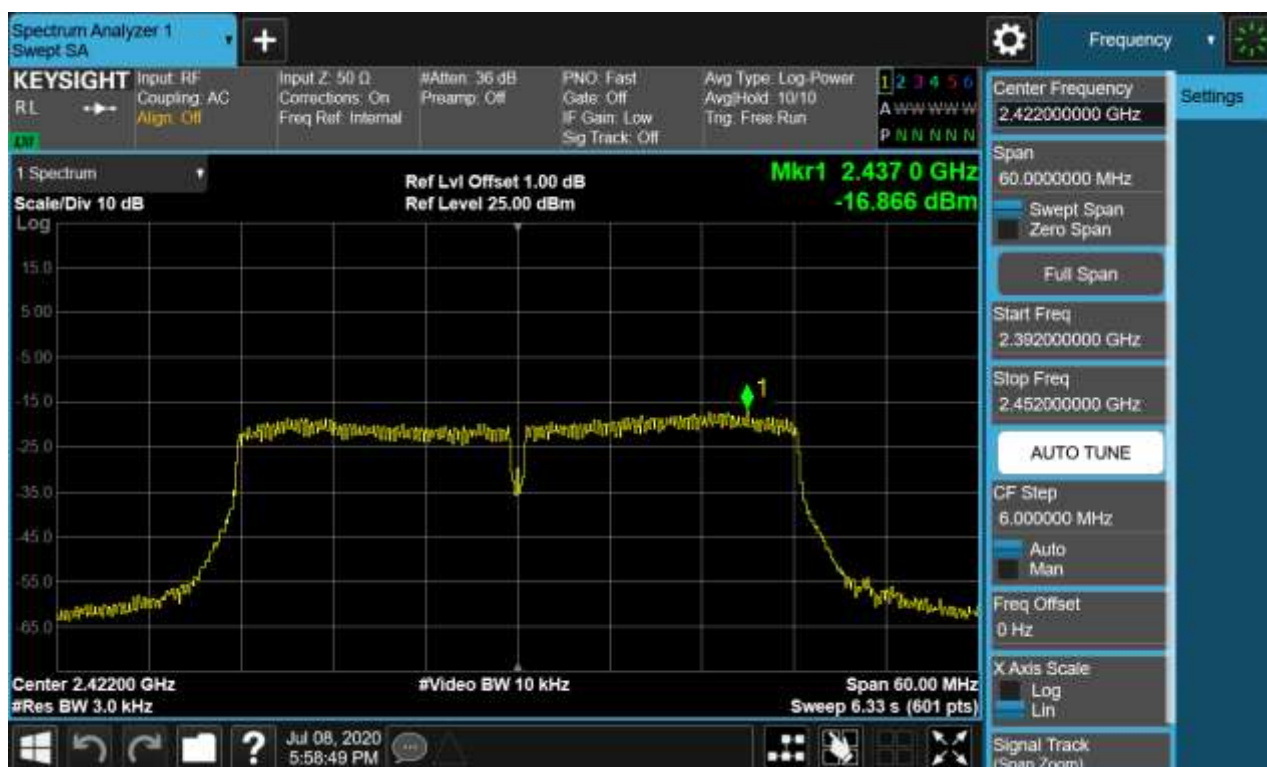 Spectrum Analyzer 1
Swept SA
Frequency
KEYSIGHT
RL
Input: RF
Coupling: AC
Align: Off
Input Z: 50 Ω
Corrections: On
Freq Ref: Internal
#Atten: 36 dB
Preamp: Off
PNO: Fast
Gate: Off
IF Gain: Low
Sig Track: Off
Avg Type: Log-Power
Avg|Hold: 10/10
Trig: Free Run
1 2 3 4 5 6
A W W W W W
P N N N N N
1 Spectrum
Scale/Div 10 dB
Log
Ref Lvl Offset 1.00 dB
Ref Level 25.00 dBm
Mkr1 2.437 0 GHz
-16.866 dBm
15.0
5.00
-5.00
-15.0
-25.0
-35.0
-45.0
-55.0
-65.0
1
Center 2.42200 GHz
#Res BW 3.0 kHz
#Video BW 10 kHz
Span 60.00 MHz
Sweep 6.33 s (601 pts)
Jul 08, 2020
5:58:49 PM
Center Frequency
2.422000000 GHz
Settings
Span
60.0000000 MHz
Swept Span
Zero Span
Full Span
Start Freq
2.392000000 GHz
Stop Freq
2.452000000 GHz
AUTO TUNE
CF Step
6.000000 MHz
Auto
Man
Freq Offset
0 Hz
X Axis Scale
Log
Lin
Signal Track
(Span Zoom)